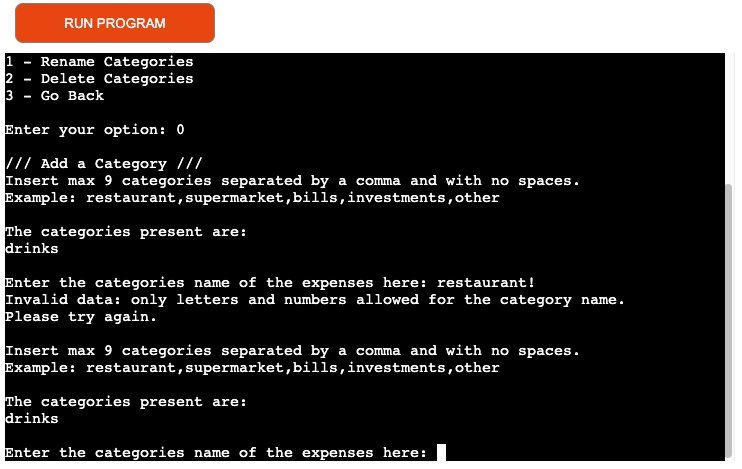 RUN PROGRAM
1 - Rename Categories
2 - Delete Categories
3 - Go Back
Enter your option: 0
/// Add a Category ///
Insert max 9 categories separated by a comma and with no spaces.
Example: restaurant,supermarket,bills,investments,other
The categories present are:
drinks
Enter the categories name of the expenses here: restaurant!
Invalid data: only letters and numbers allowed for the category name.
Please try again.
Insert max 9 categories separated by a comma and with no spaces.
Example: restaurant,supermarket,bills,investments,other
The categories present are:
drinks
Enter the categories name of the expenses here: